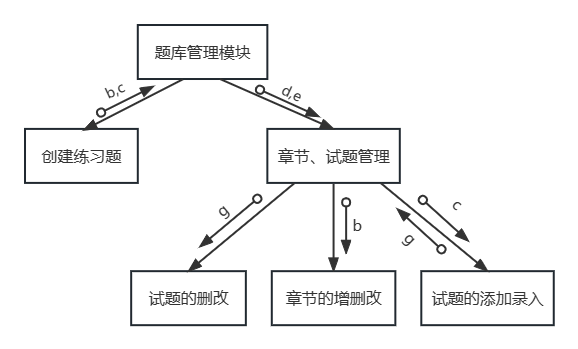 题库管理模块
b,c
d,e
创建练习题
章节、试题管理
g
b
c
g
试题的删改
章节的增删改
试题的添加录入